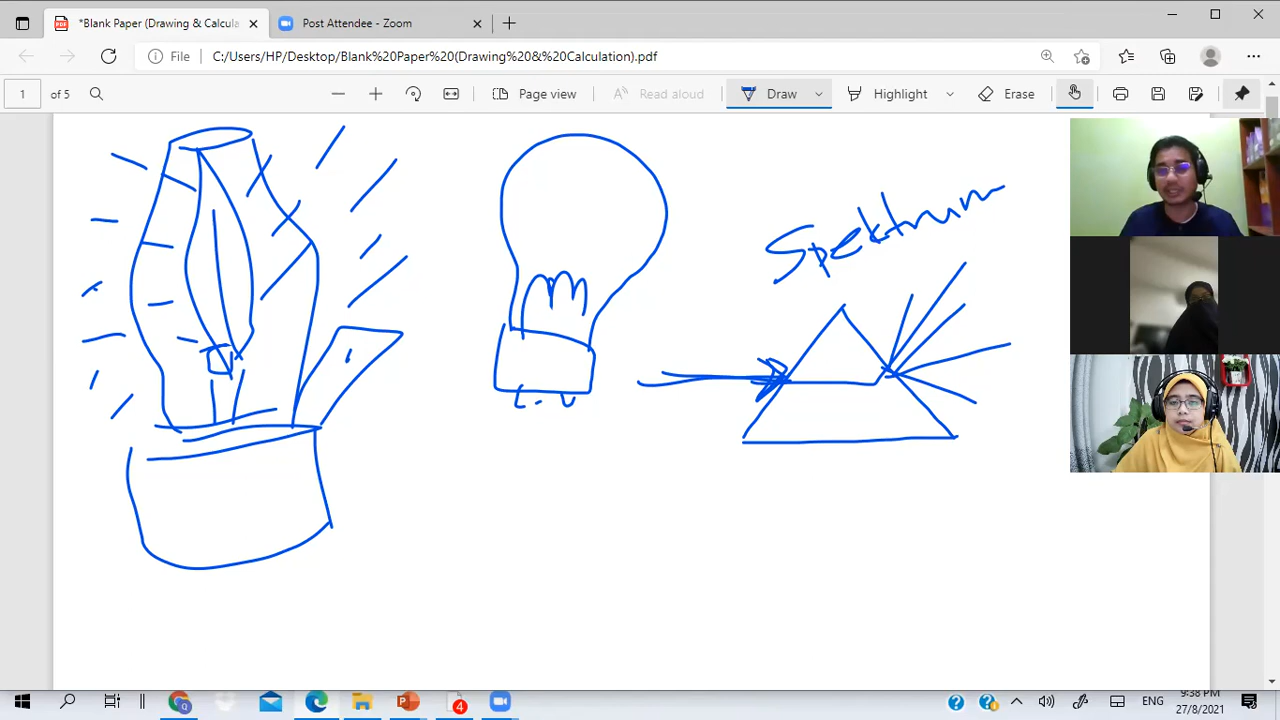 *Blank Paper (Drawing & Calcula
Post Attendee - Zoom
File
C:/Users/HP/Desktop/Blank%20Paper%20(Drawing%20&%20Calculation).pdf
1
of 5
Page view
Read aloud
Draw
Highlight
Erase
Spektrum
4
ENG
9:38 PM
27/8/2021